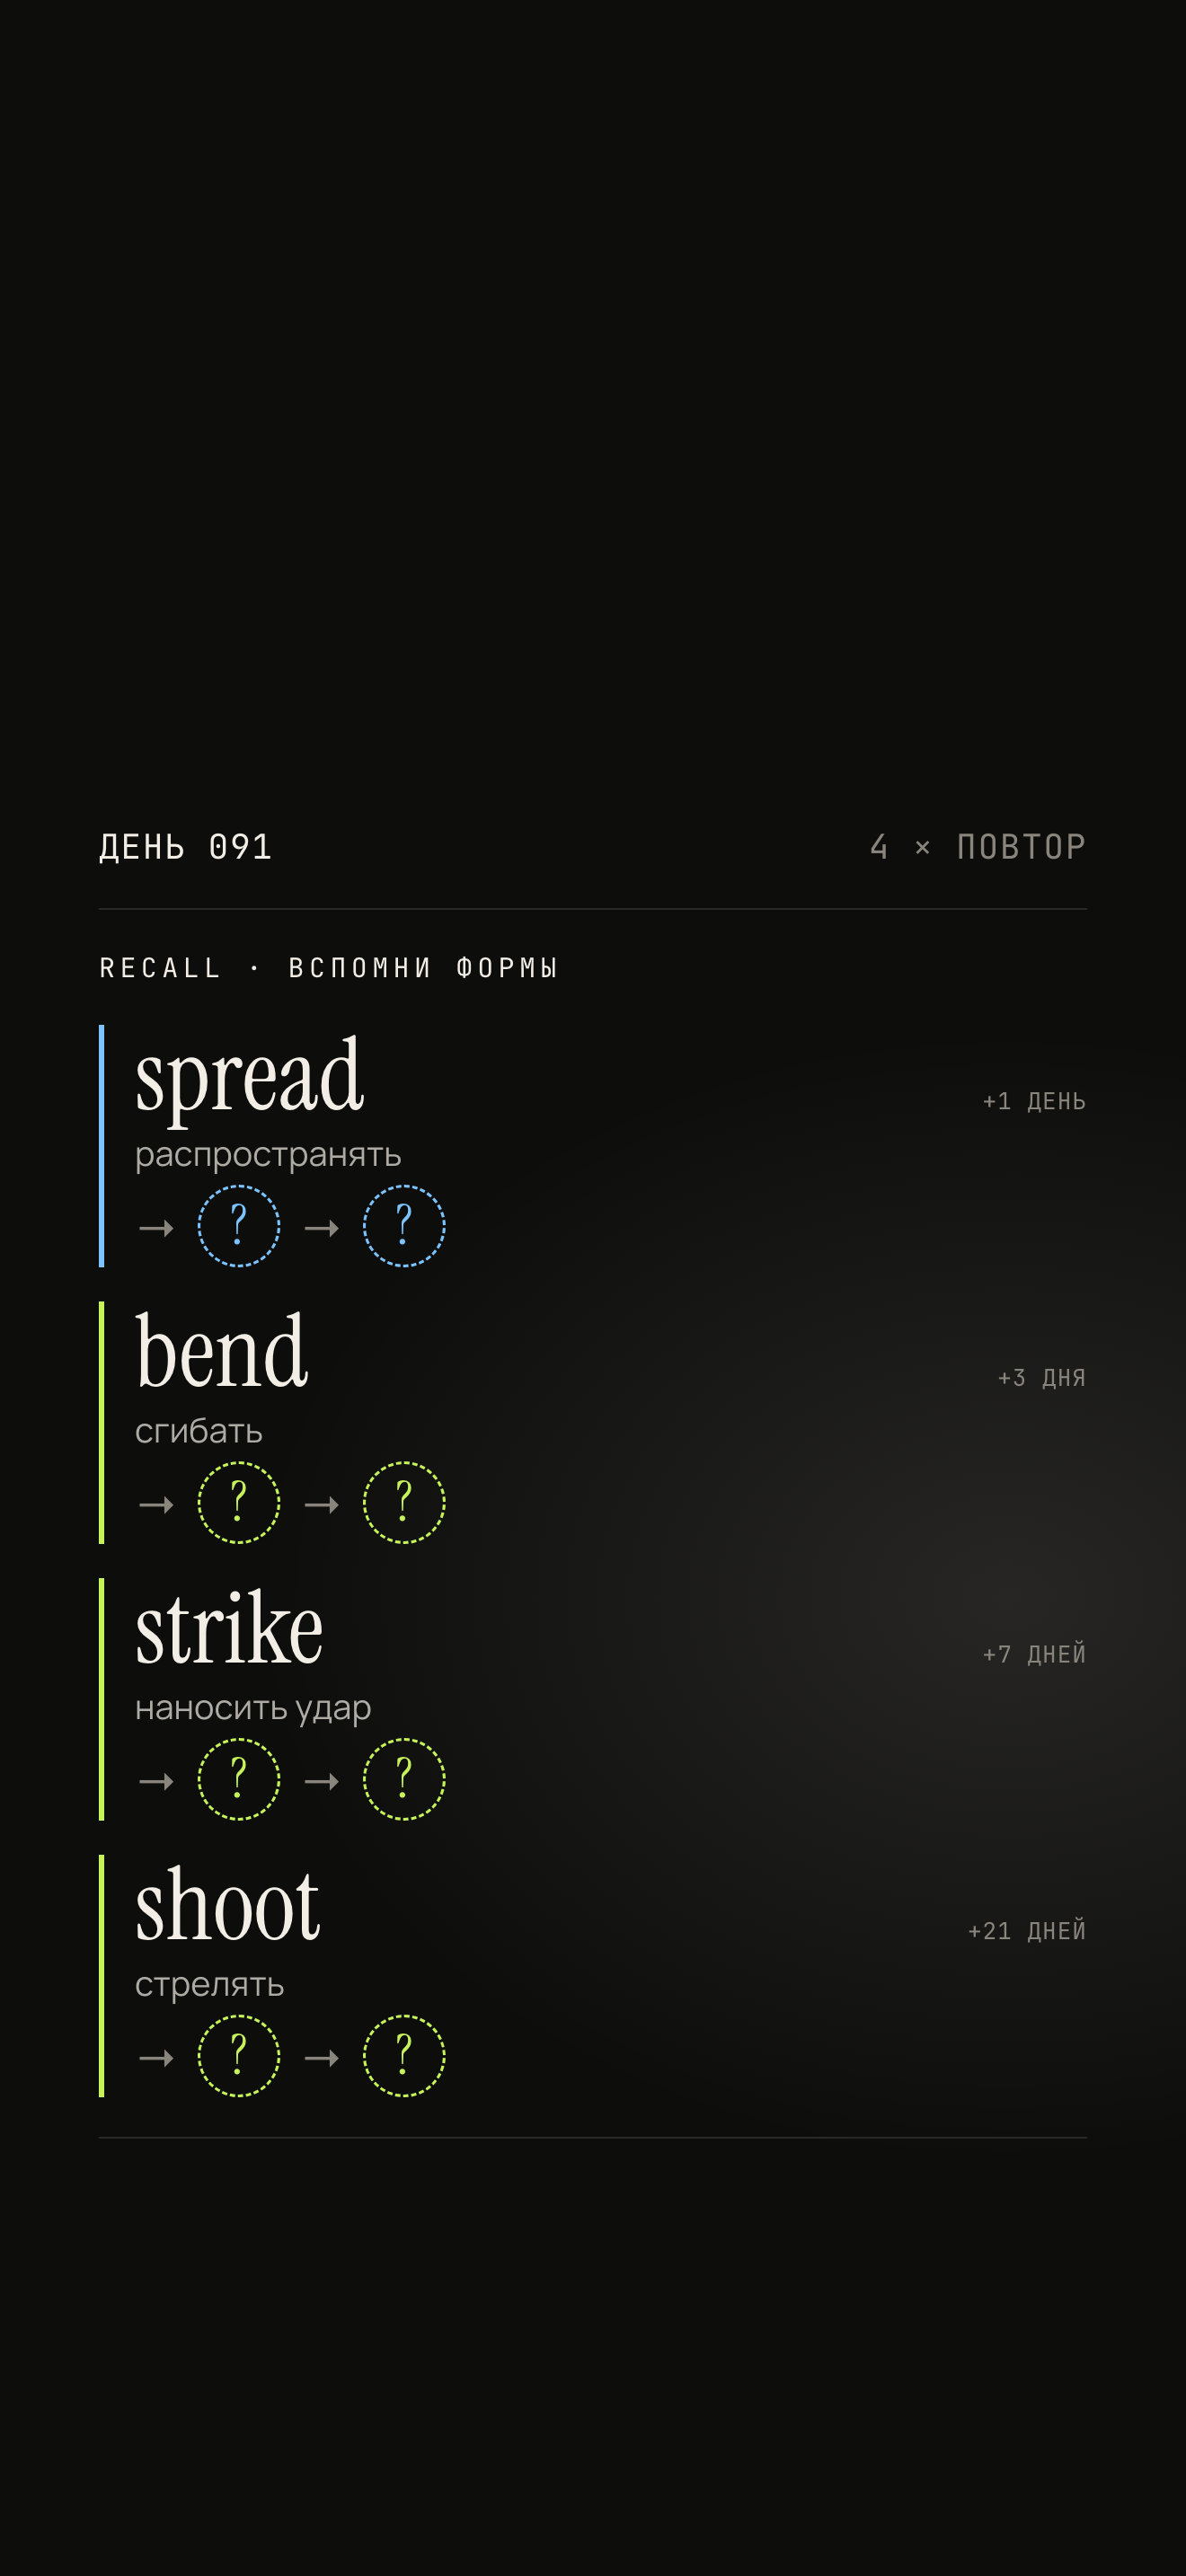 ДЕНЬ 091 4 × ПОВТОР
RECALL · ВСПОМНИ ФОРМЫ
spread
+1 ДЕНЬ
распространять
→ ? → ?
bend
+3 ДНЯ
сгибать
→ ? → ?
strike
+7 ДНЕЙ
наносить удар
→ ? → ?
shoot
+21 ДНЕЙ
стрелять
→ ? → ?